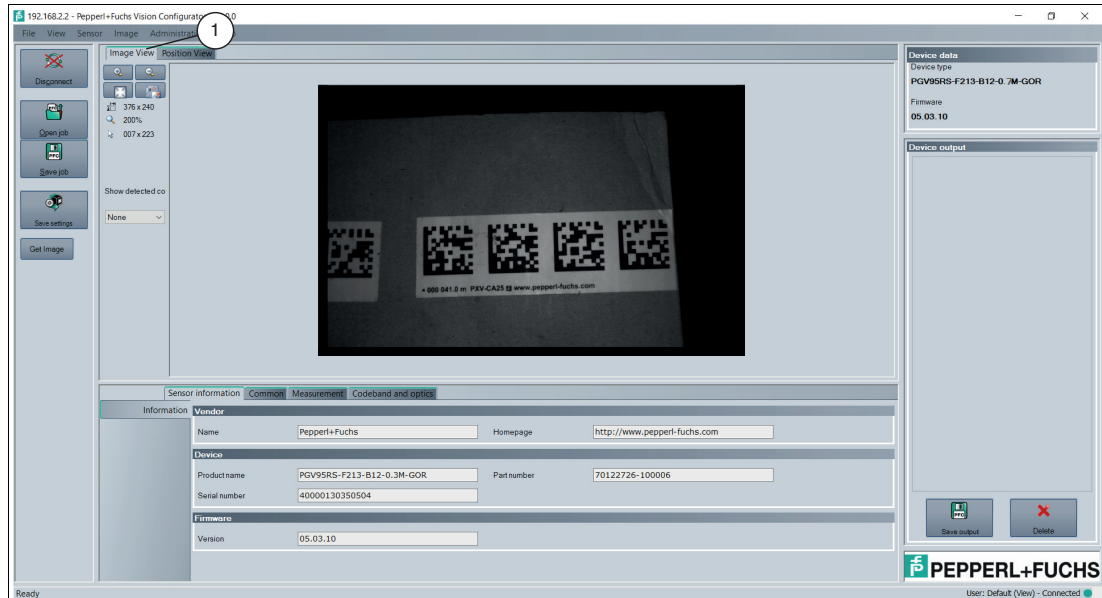 192.168.2.2 - Pepperl+Fuchs Vision Configurator
File View Sensor Image
1
Disconnect
Open job
PFO
Save job
Save settings
Get Image
Image View Position View
376 x 240
200%
007 x 223
Show detected co
None
+ 000 041.0 m PXV-CA25 www.pepperl-fuchs.com
Sensor information Common Measurement Codeband and optics
Information
Vendor
Name Pepperl+Fuchs Homepage http://www.pepperl-fuchs.com
Device
Product name PGV95RS-F213-B12-0.3M-GOR Part number 70122726-100006
Serial number 40000130350504
Firmware
Version 05.03.10
Device data
Device type
PGV95RS-F213-B12-0.7M-GOR
Firmware
05.03.10
Device output
PFO
Save output Delete
PEPPERL+FUCHS
Ready User: Default (View) - Connected